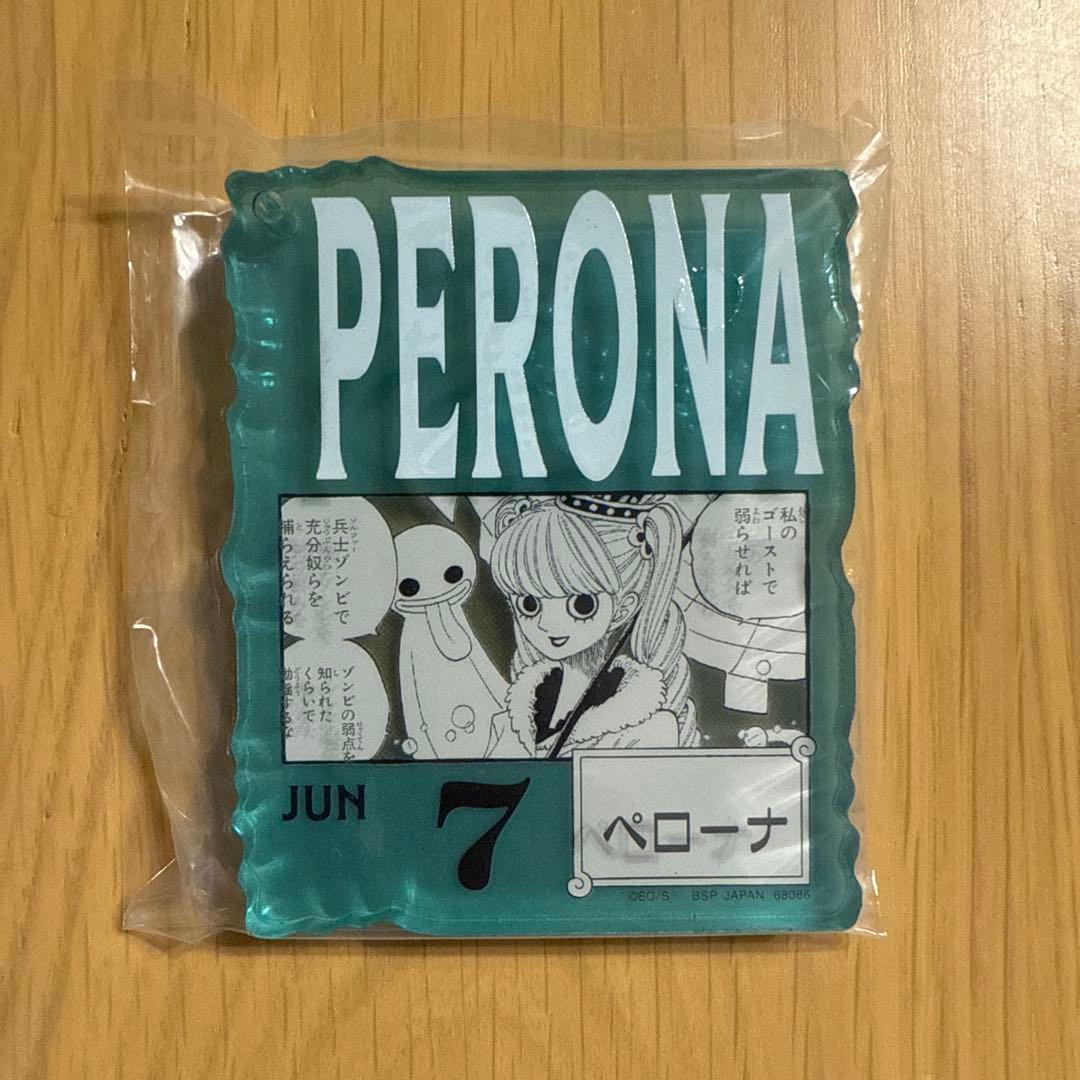 PERONA
私の
ゴーストで
弱らせれば
兵士ゾンビで
充分奴らを
捕らえられる
ゾンビの弱点を
知られた
くらいで
動揺するな
JUN 7
ペローナ
©EO/S BSP JAPAN 68086